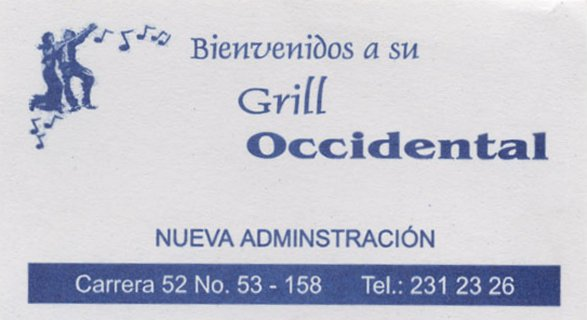 Bienvenidos a su
Grill
Occidental
NUEVA ADMINSTRACIÓN
Carrera 52 No. 53 - 158 Tel.: 231 23 26